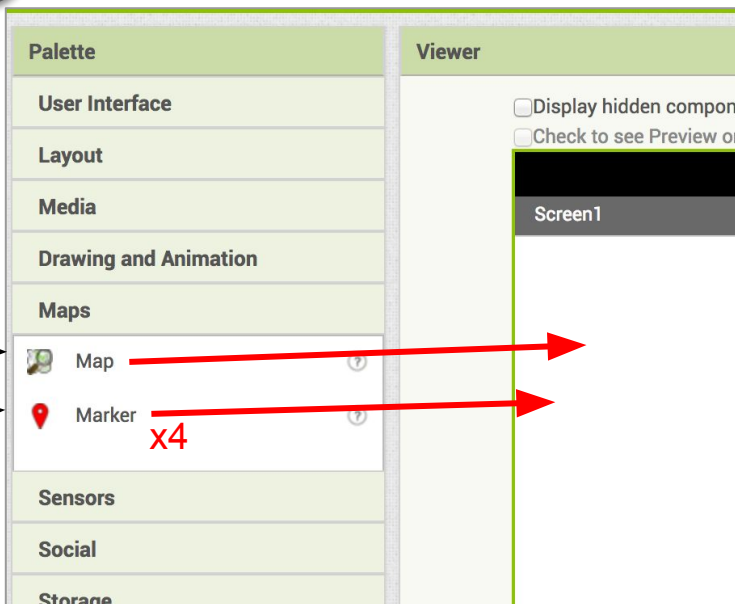 Palette
Viewer
User Interface
Display hidden compon
Check to see Preview o
Layout
Media
Screen1
Drawing and Animation
Maps
Map
?
Marker
?
x4
Sensors
Social
Storage